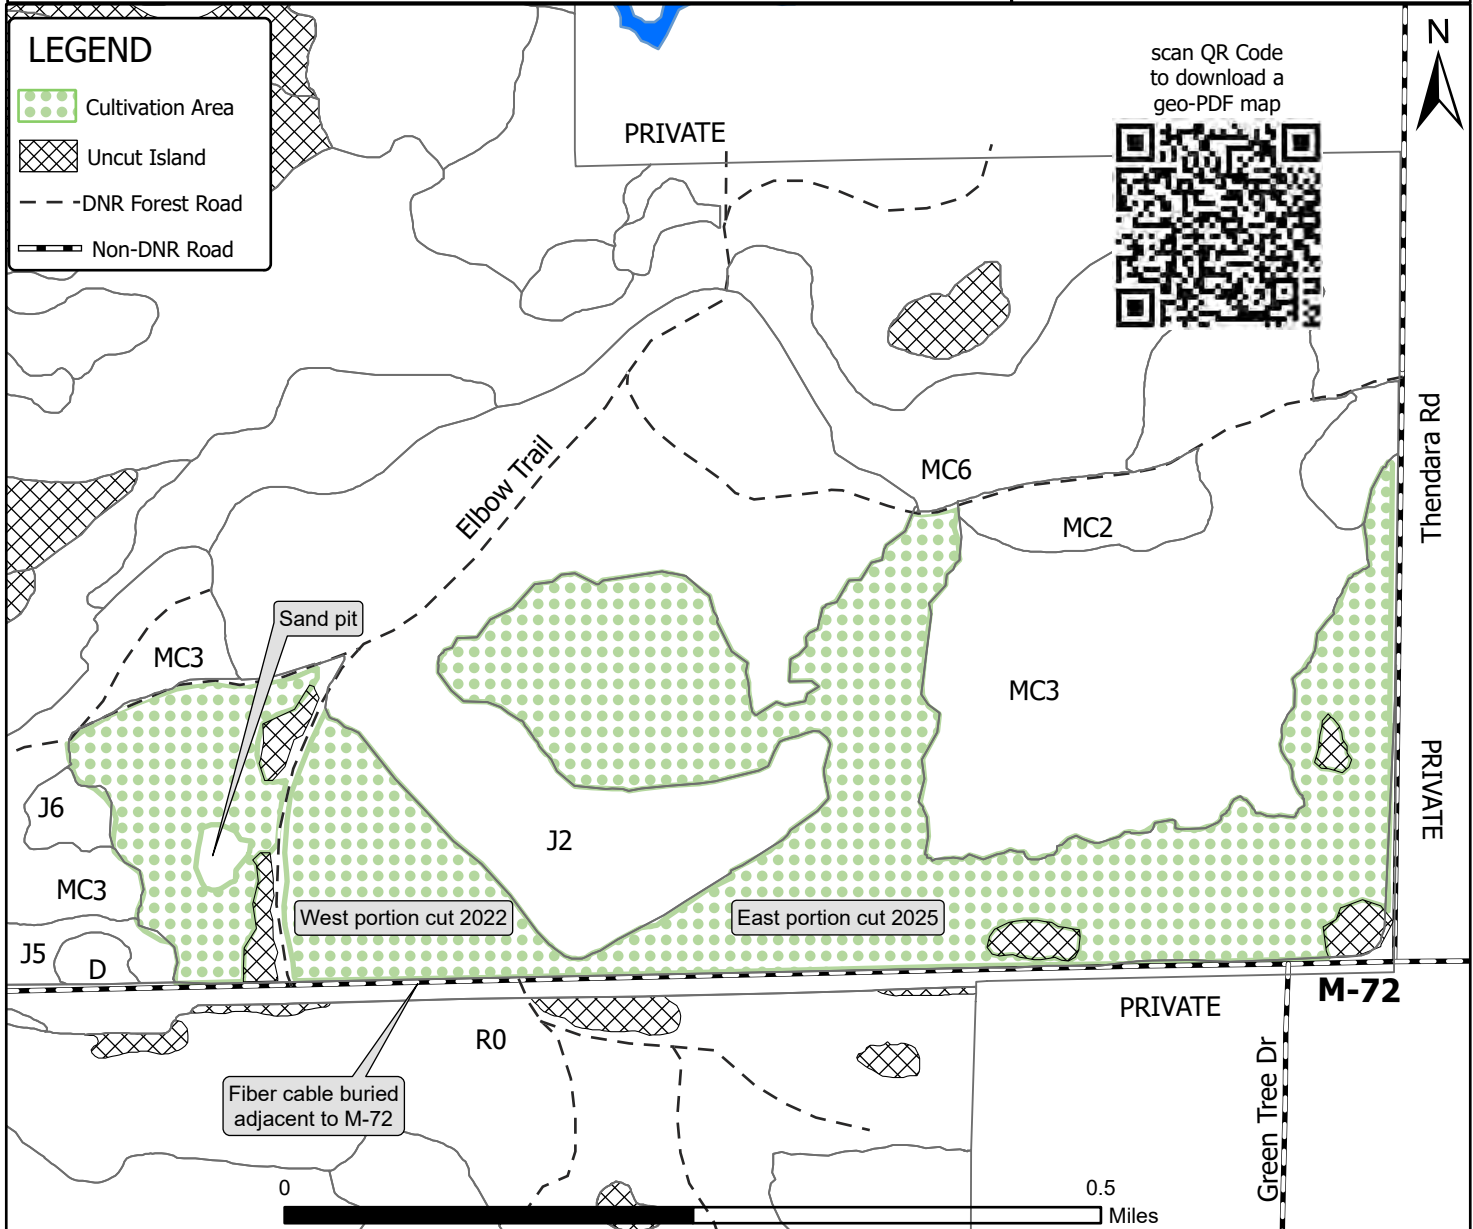 LEGEND
Cultivation Area
Uncut Island
DNR Forest Road
Non-DNR Road
scan QR Code
to download a
geo-PDF map
N
PRIVATE
Thendara Rd
MC6
Elbow Trail
MC2
Sand pit
MC3
MC3
PRIVATE
J6
J2
MC3
West portion cut 2022
East portion cut 2025
J5
D
M-72
PRIVATE
R0
Green Tree Dr
Fiber cable buried
adjacent to M-72
0
0.5
Miles